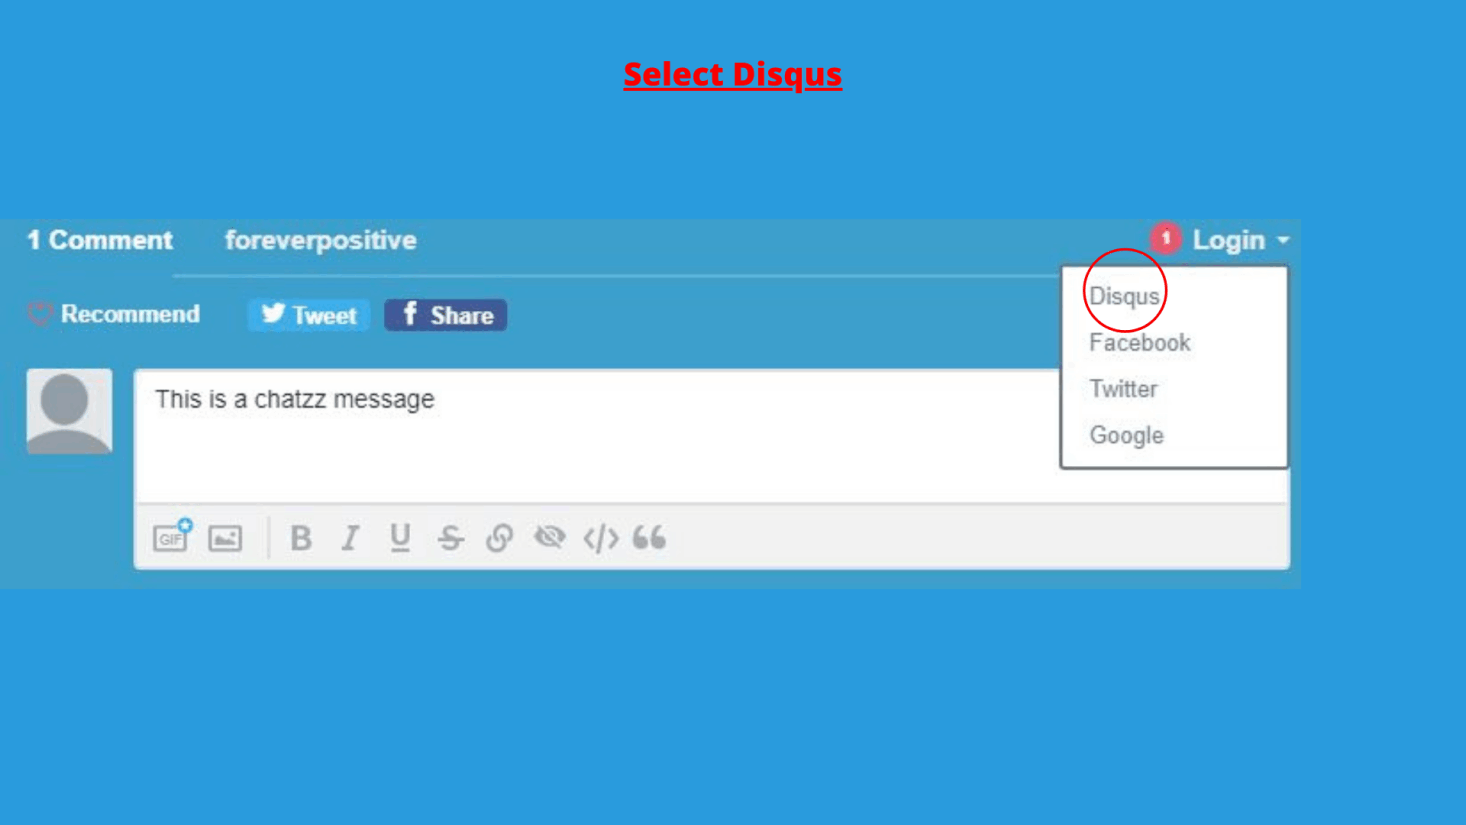 Select Disqus
1 Comment foreverpositive 1 Login
Recommend Tweet f Share
Disqus
Facebook
Twitter
Google
This is a chatzz message
GIF B I U S </> “